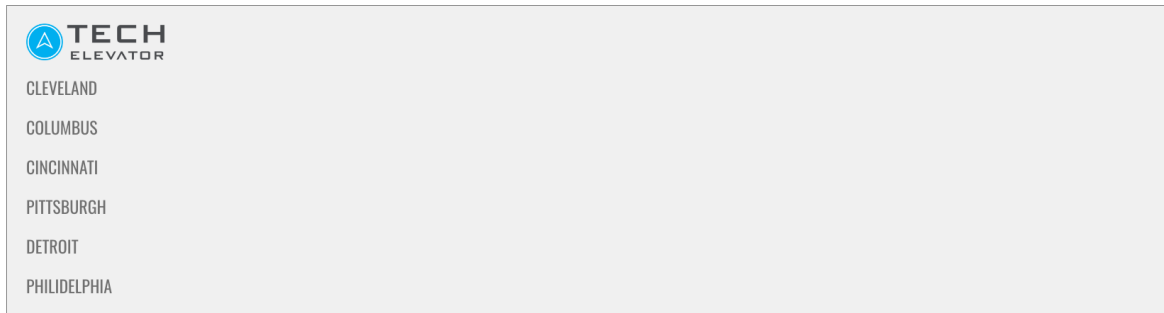 TECH
ELEVATOR
CLEVELAND
COLUMBUS
CINCINNATI
PITTSBURGH
DETROIT
PHILIDELPHIA